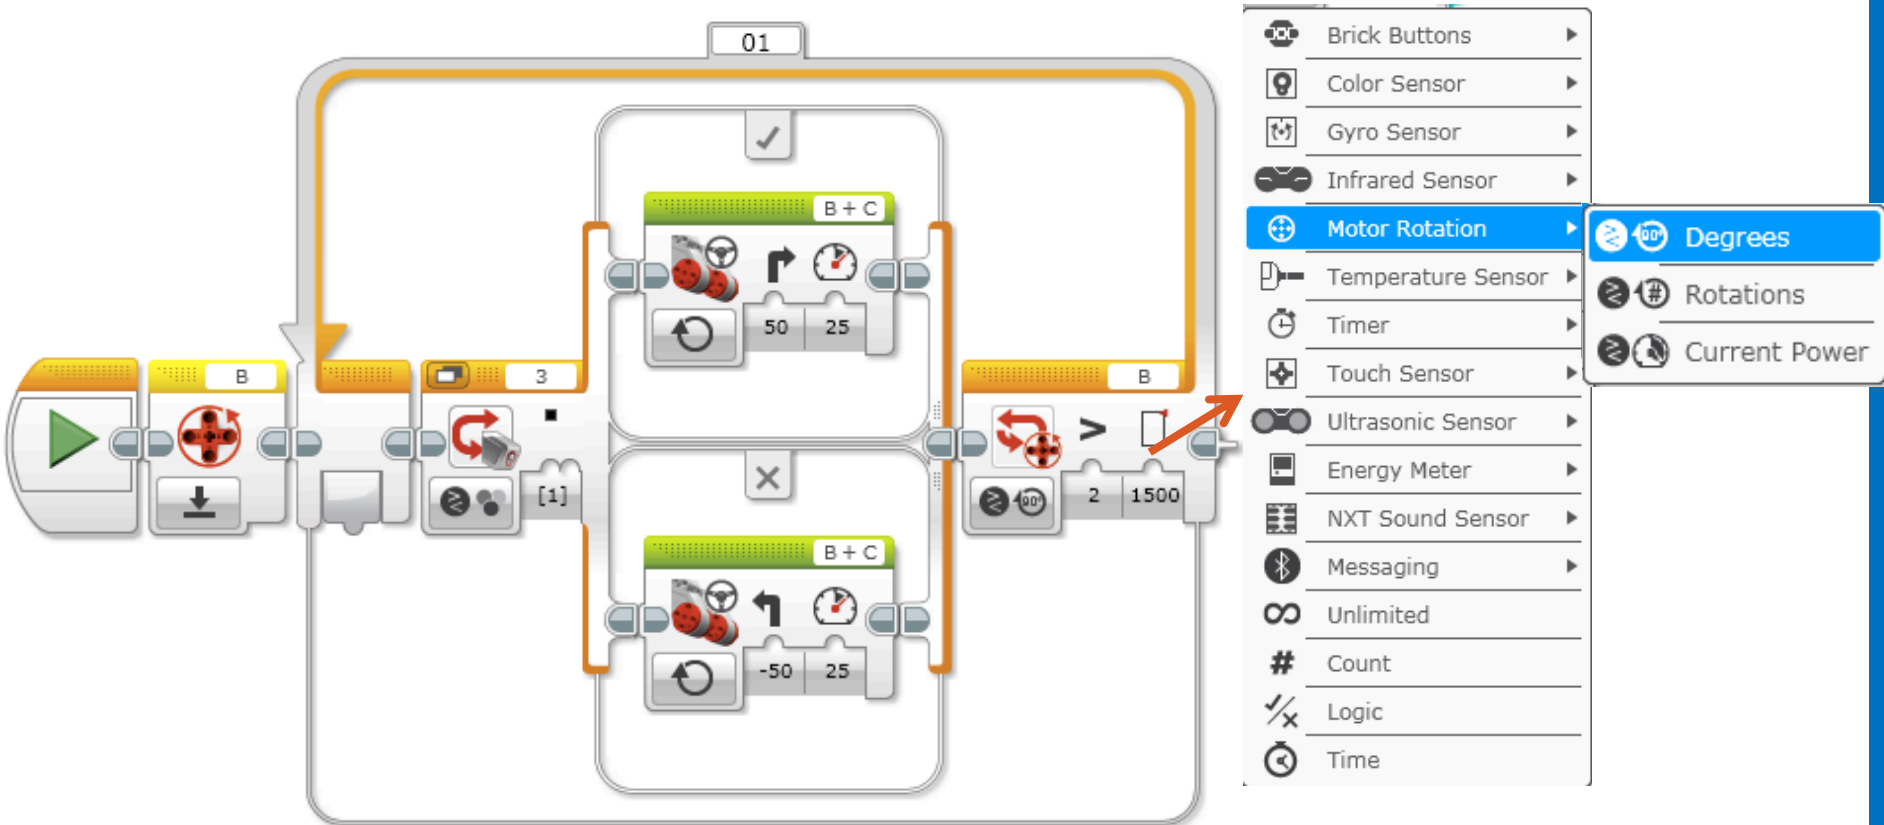 01
B
3
[1]
B + C
50 25
B + C
-50 25
B
> 
2 1500
90°
Brick Buttons
Color Sensor
Gyro Sensor
Infrared Sensor
Motor Rotation
Temperature Sensor
Timer
Touch Sensor
Ultrasonic Sensor
Energy Meter
NXT Sound Sensor
Messaging
Unlimited
# Count
Logic
Time
90° Degrees
# Rotations
Current Power